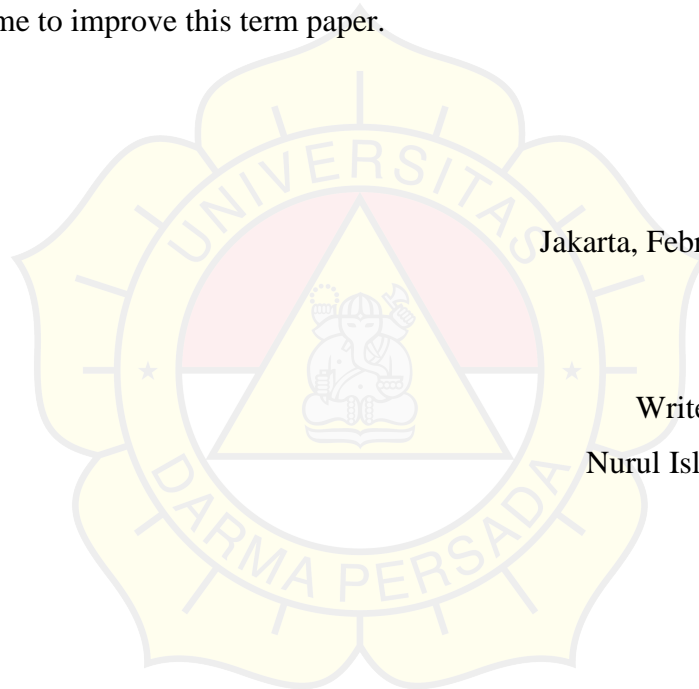 me to improve this term paper.
UNIVERSITAS
Jakarta, Febr
Write
Nurul Isl
DARMA PERSADA